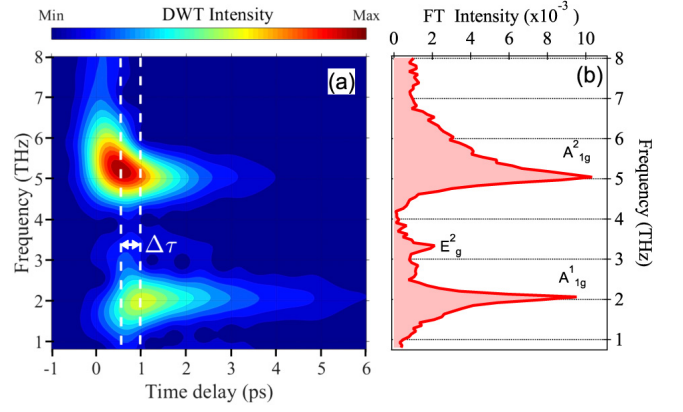 Min DWT Intensity Max
(a)
8
7
6
5
4
3
2
1
Frequency (THz)
Δτ
-1 0 1 2 3 4 5 6
Time delay (ps)
FT Intensity (x10⁻³)
0 2 4 6 8 10
(b)
8
7
6
5
4
3
2
1
Frequency (THz)
A²₁g
E²g
A¹₁g